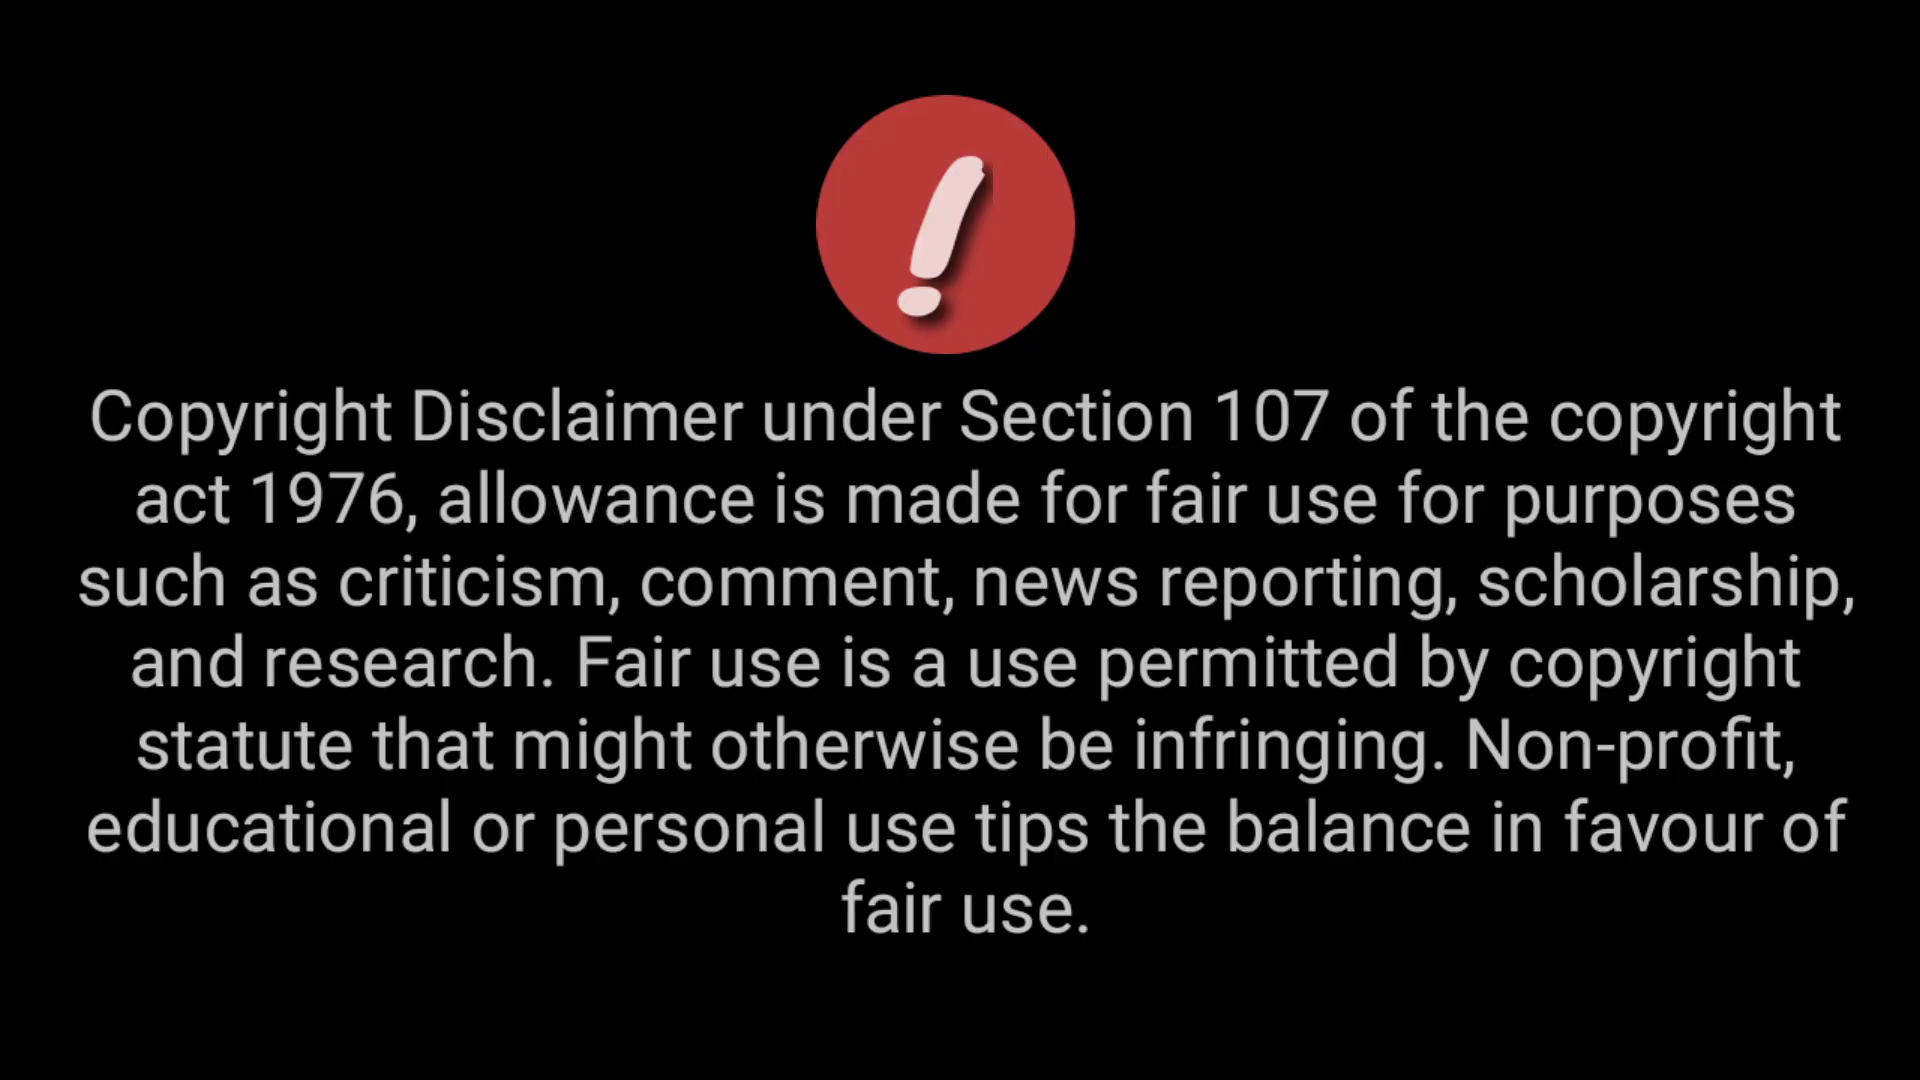 !
Copyright Disclaimer under Section 107 of the copyright
act 1976, allowance is made for fair use for purposes
such as criticism, comment, news reporting, scholarship,
and research. Fair use is a use permitted by copyright
statute that might otherwise be infringing. Non-profit,
educational or personal use tips the balance in favour of
fair use.